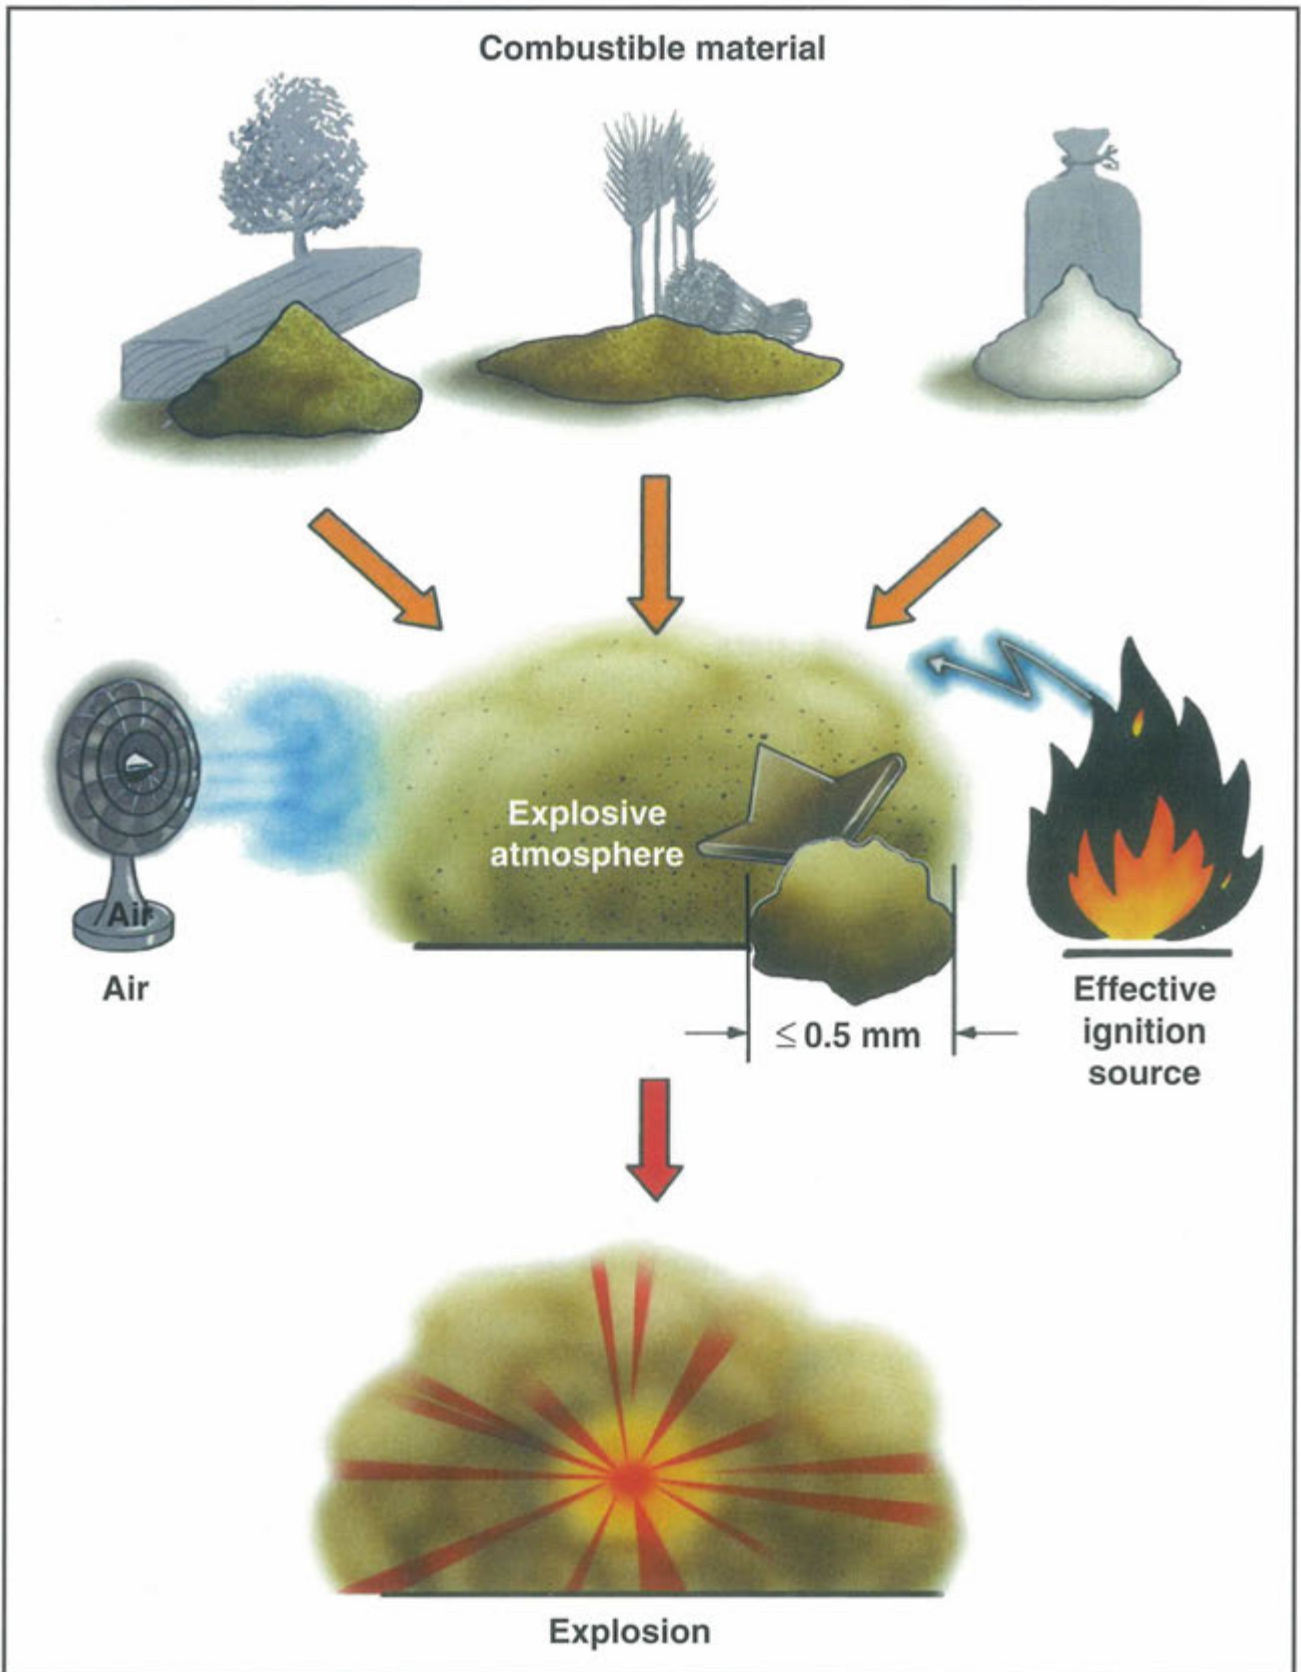 Combustible material
Explosive
atmosphere
Air
Air
≤ 0.5 mm
Effective
ignition
source
Explosion